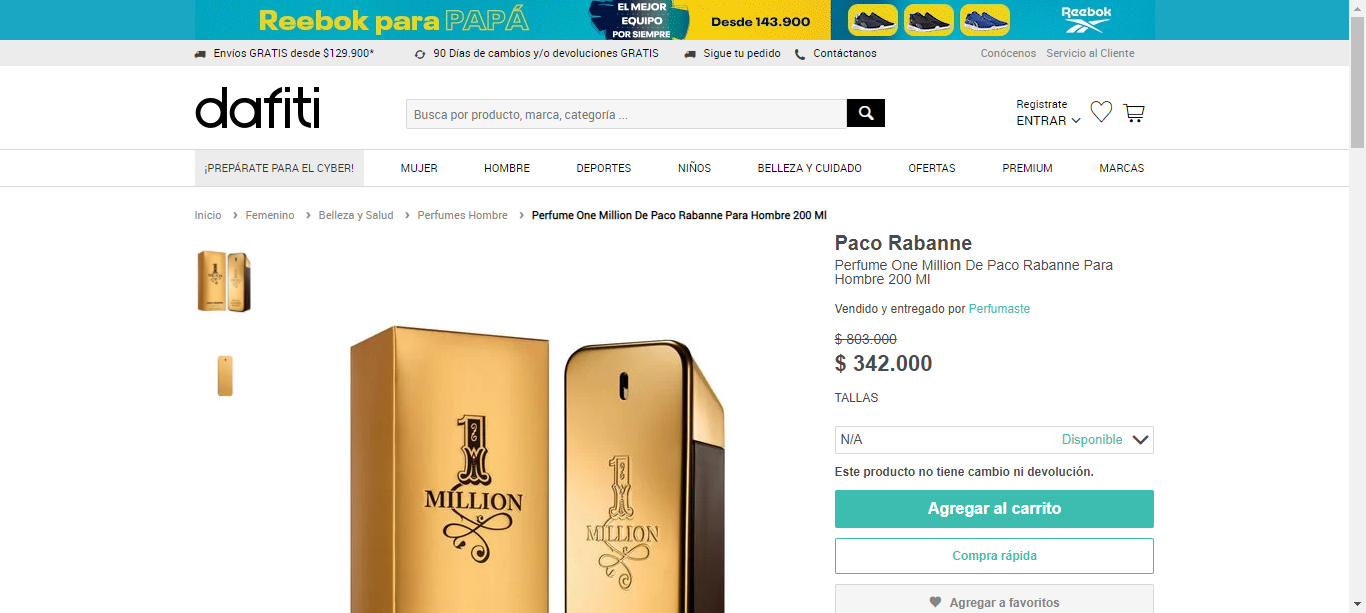 Reebok para PAPÁ
EL MEJOR
EQUIPO
POR SIEMPRE
Desde 143.900
Reebok
Envíos GRATIS desde $129.900*
90 Días de cambios y/o devoluciones GRATIS
Sigue tu pedido
Contáctanos
Conócenos
Servicio al Cliente
dafiti
Busca por producto, marca, categoría ...
Registrate
ENTRAR
¡PREPÁRATE PARA EL CYBER!
MUJER
HOMBRE
DEPORTES
NIÑOS
BELLEZA Y CUIDADO
OFERTAS
PREMIUM
MARCAS
Inicio > Femenino > Belleza y Salud > Perfumes Hombre > Perfume One Million De Paco Rabanne Para Hombre 200 Ml
Paco Rabanne
Perfume One Million De Paco Rabanne Para
Hombre 200 Ml
Vendido y entregado por Perfumaste
$ 803.000
$ 342.000
TALLAS
N/A
Disponible
Este producto no tiene cambio ni devolución.
Agregar al carrito
Compra rápida
Agregar a favoritos
1
MILLION
1
MILLION